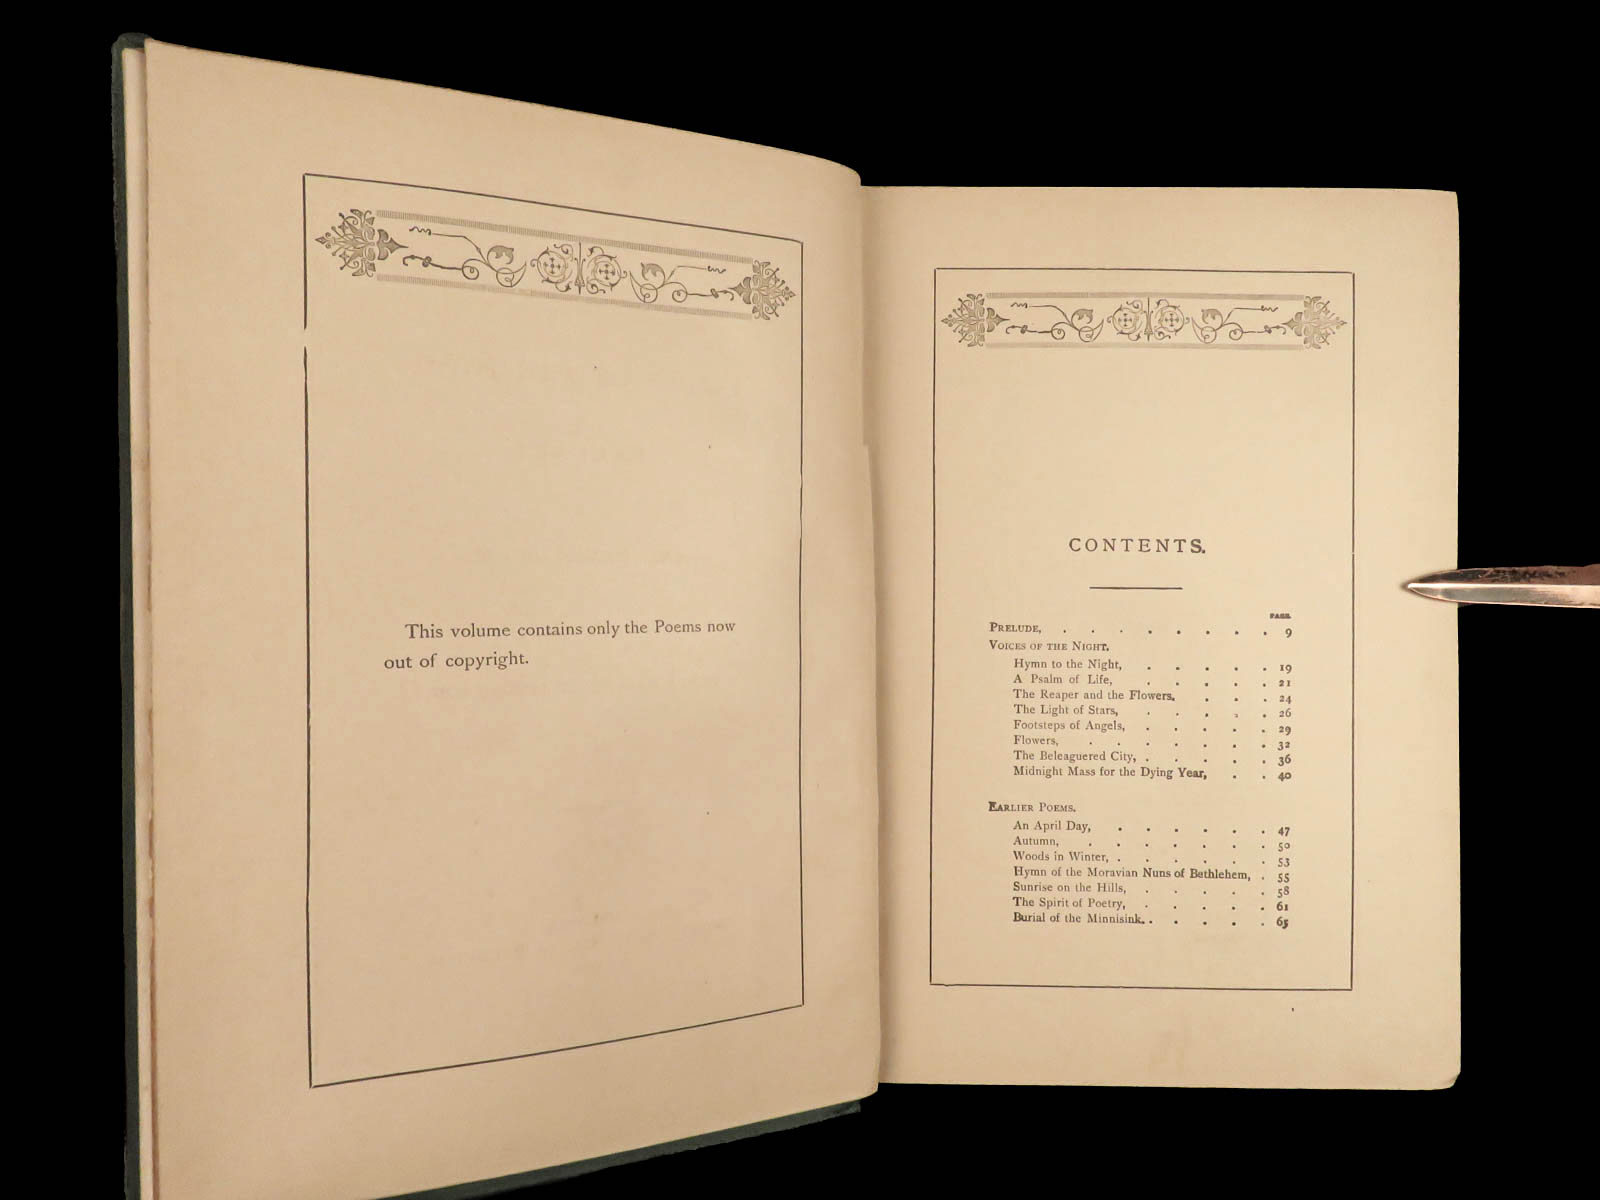 This volume contains only the Poems now
out of copyright.
CONTENTS.
PAGE
PRELUDE, . . . . . . . . 9
VOICES OF THE NIGHT.
Hymn to the Night, . . . . . 19
A Psalm of Life, . . . . . 21
The Reaper and the Flowers. . . . 24
The Light of Stars, . . . . . 26
Footsteps of Angels, . . . . . 29
Flowers, . . . . . . . 32
The Beleaguered City, . . . . . 36
Midnight Mass for the Dying Year, . . 40
EARLIER POEMS.
An April Day, . . . . . . 47
Autumn, . . . . . . . 50
Woods in Winter, . . . . . . 53
Hymn of the Moravian Nuns of Bethlehem, . 55
Sunrise on the Hills, . . . . . 58
The Spirit of Poetry, . . . . . 61
Burial of the Minnisink. . . . . . 65